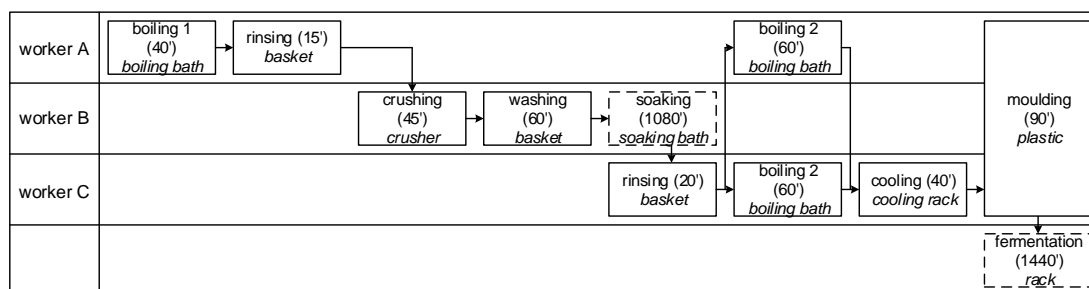 worker A
boiling 1
(40')
boiling bath
rinsing (15')
basket
boiling 2
(60')
boiling bath
worker B
crushing
(45')
crusher
washing
(60')
basket
soaking
(1080')
soaking bath
moulding
(90')
plastic
worker C
rinsing (20')
basket
boiling 2
(60')
boiling bath
cooling (40')
cooling rack
fermentation
(1440')
rack